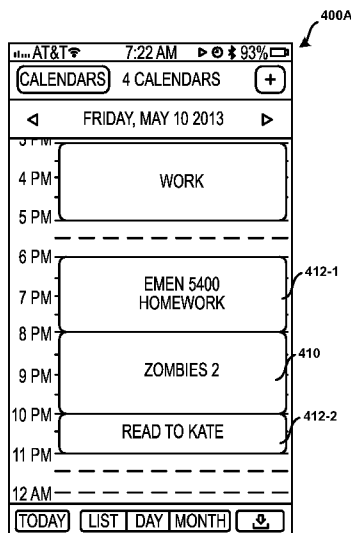 400A
AT&T 7:22 AM 93%
CALENDARS 4 CALENDARS +
FRIDAY, MAY 10 2013
3 PM
4 PM WORK
5 PM
6 PM
EMEN 5400
412-1
7 PM HOMEWORK
8 PM
410
9 PM ZOMBIES 2
10 PM
412-2
READ TO KATE
11 PM
12 AM
TODAY LIST DAY MONTH